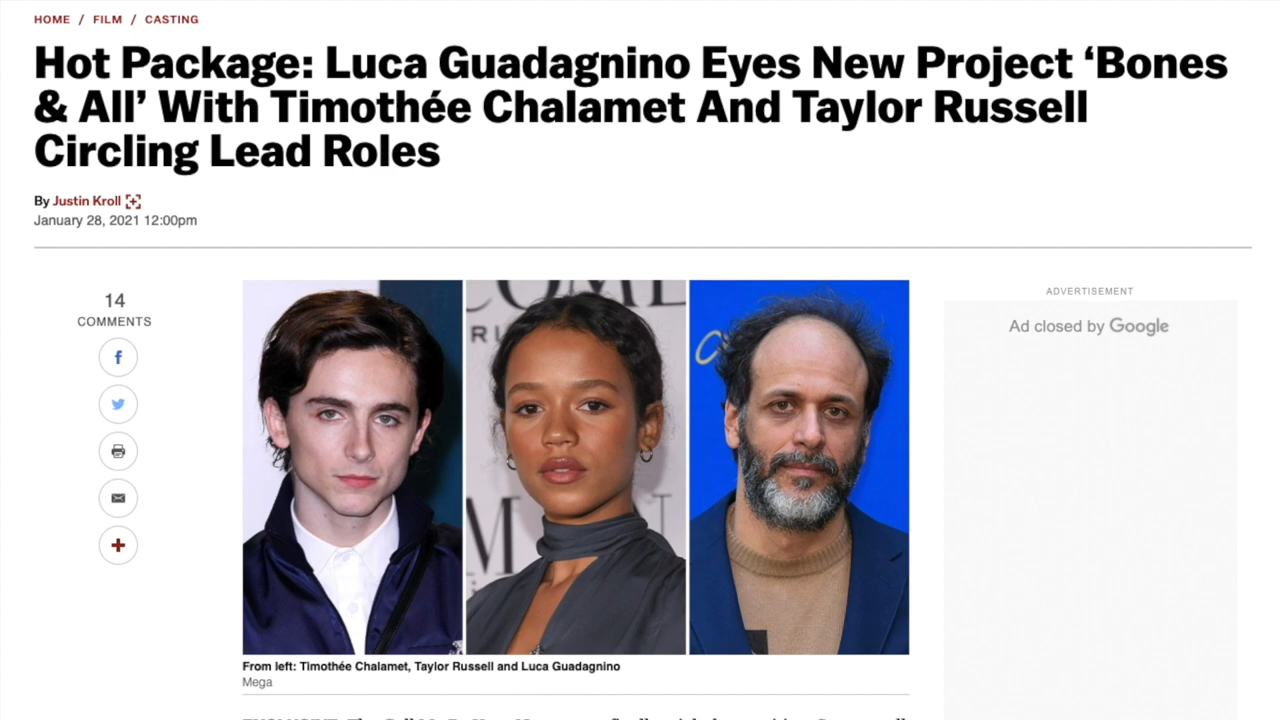 HOME / FILM / CASTING
Hot Package: Luca Guadagnino Eyes New Project ‘Bones
& All’ With Timothée Chalamet And Taylor Russell
Circling Lead Roles
By Justin Kroll
January 28, 2021 12:00pm
14
COMMENTS
ADVERTISEMENT
Ad closed by Google
From left: Timothée Chalamet, Taylor Russell and Luca Guadagnino
Mega